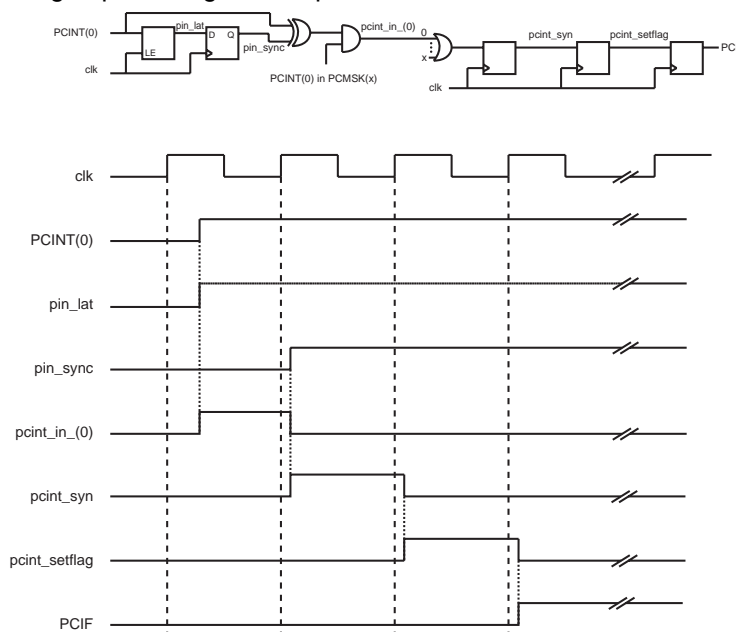 pin_lat
pcint_in_(0)
0
PCINT(0)
D
Q
pcint_syn
pcint_setflag
PC
LE
pin_sync
clk
x
PCINT(0) in PCMSK(x)
clk
clk
PCINT(0)
pin_lat
pin_sync
pcint_in_(0)
pcint_syn
pcint_setflag
PCIF